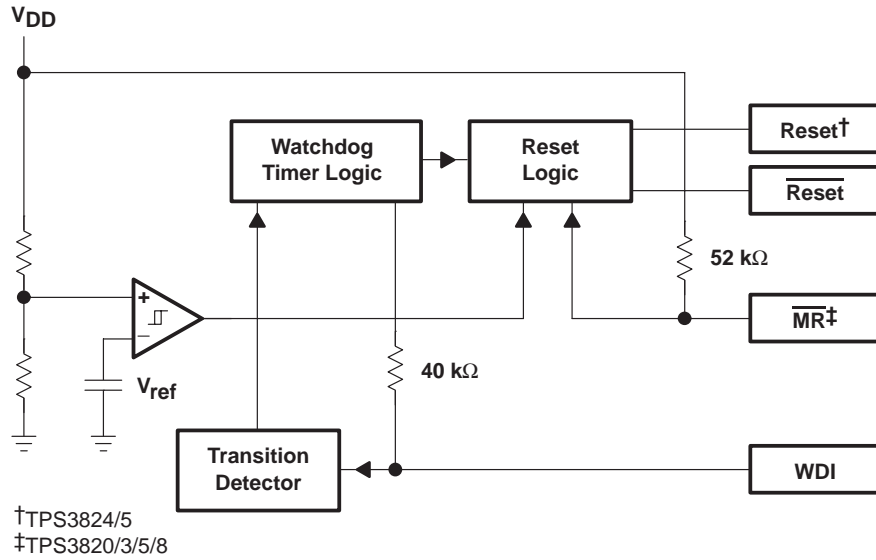 VDD
Watchdog
Timer Logic
Reset
Logic
Reset†
Reset
52 kΩ
MR‡
+
–
Vref
40 kΩ
Transition
Detector
WDI
†TPS3824/5
‡TPS3820/3/5/8